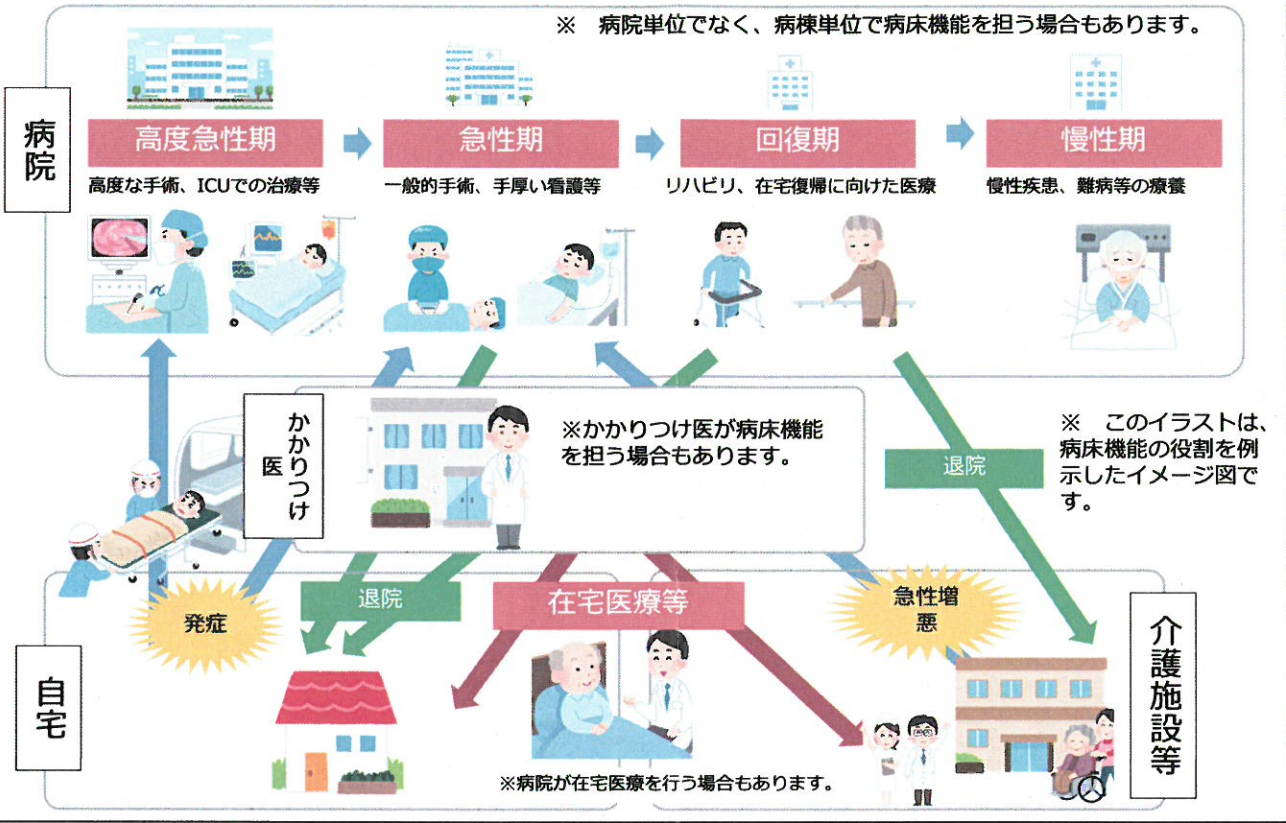 ※　病院単位でなく、病棟単位で病床機能を担う場合もあります。
病院
高度急性期
急性期
回復期
慢性期
高度な手術、ICUでの治療等
一般的手術、手厚い看護等
リハビリ、在宅復帰に向けた医療
慢性疾患、難病等の療養
かかりつけ
医
※かかりつけ医が病床機能
を担う場合もあります。
退院
※　このイラストは、
病床機能の役割を例
示したイメージ図で
す。
発症
退院
在宅医療等
急性増
悪
自宅
介護施設等
※病院が在宅医療を行う場合もあります。